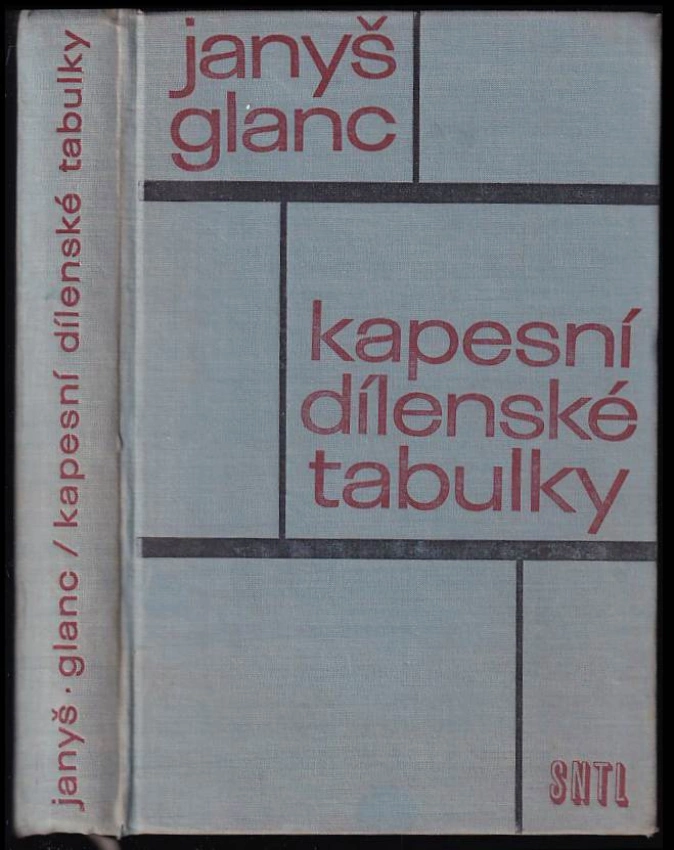 janyš · glanc / kapesní dílenské tabulky
janyš
glanc
kapesní
dílenské
tabulky
SNTL